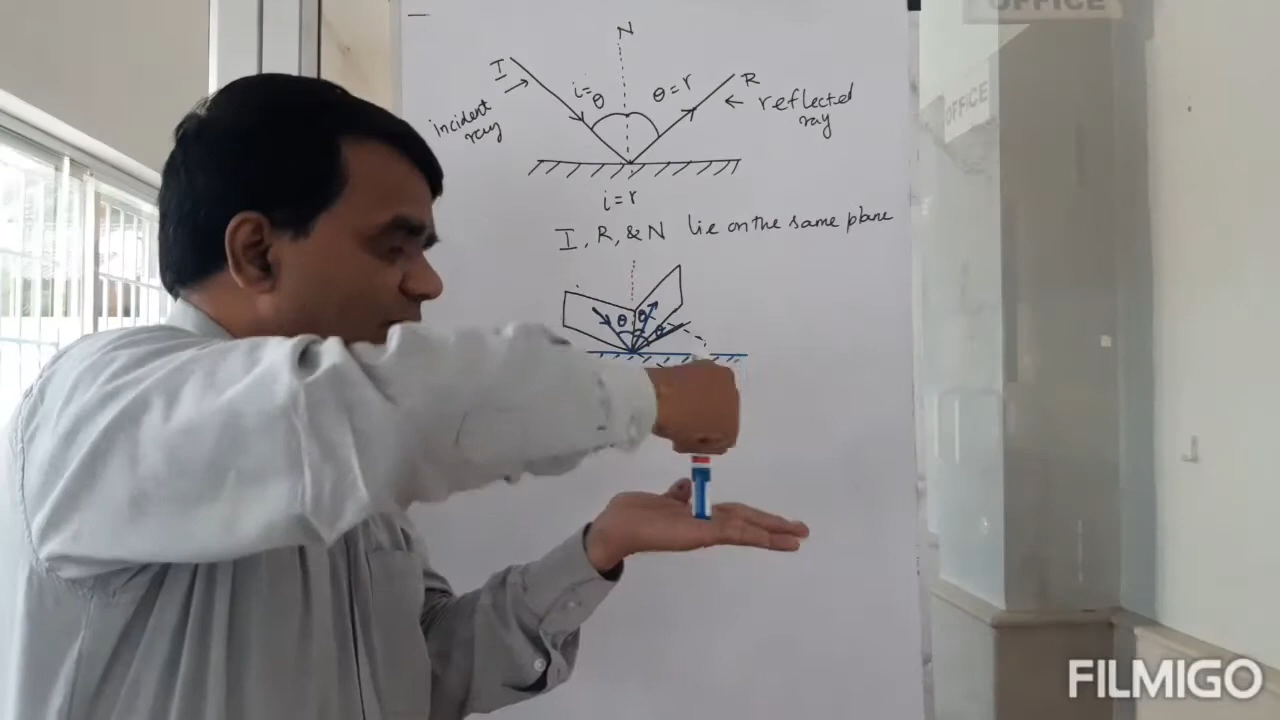 OFFICE
OFFICE
N
I
i=
θ
θ=r
R
incident
ray
reflected
ray
i=r
I, R, & N lie on the same plane
θ
θ
θ
FILMIGO